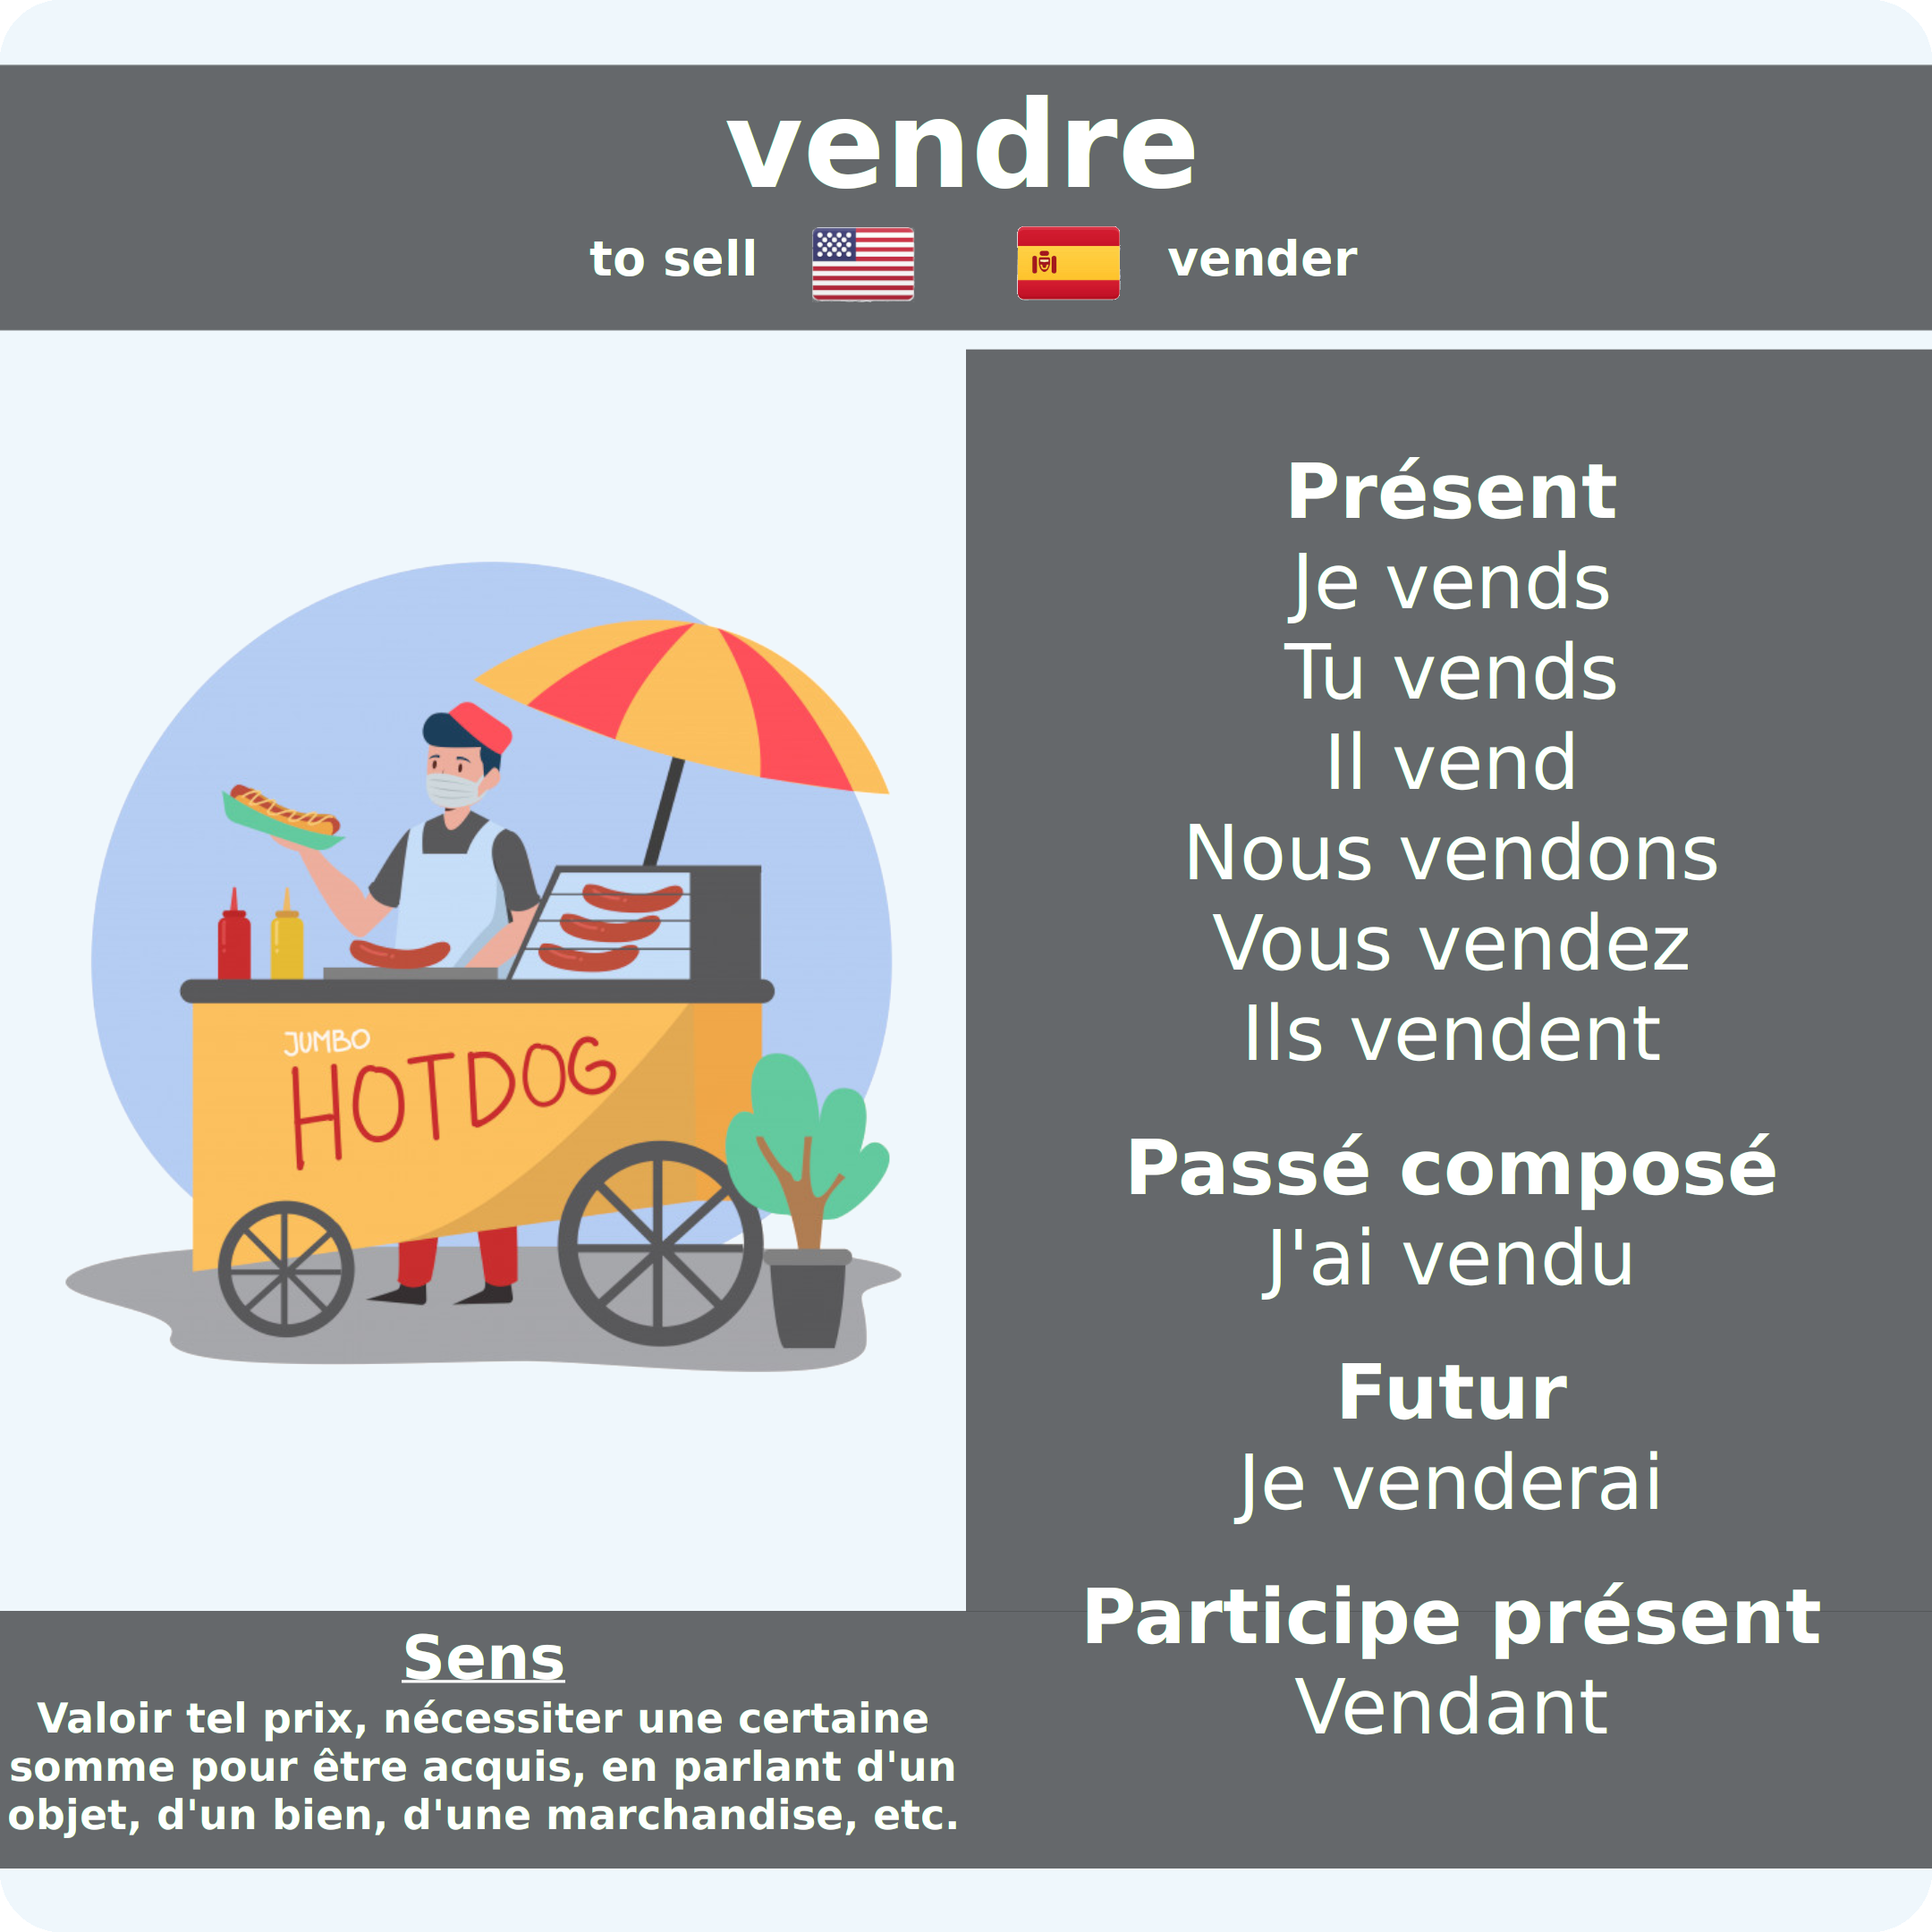 vendre
to sell vender
JUMBO
HOTDOG
Présent
Je vends
Tu vends
Il vend
Nous vendons
Vous vendez
Ils vendent
Passé composé
J'ai vendu
Futur
Je venderai
Participe présent
Vendant
Sens
Valoir tel prix, nécessiter une certaine
somme pour être acquis, en parlant d'un
objet, d'un bien, d'une marchandise, etc.